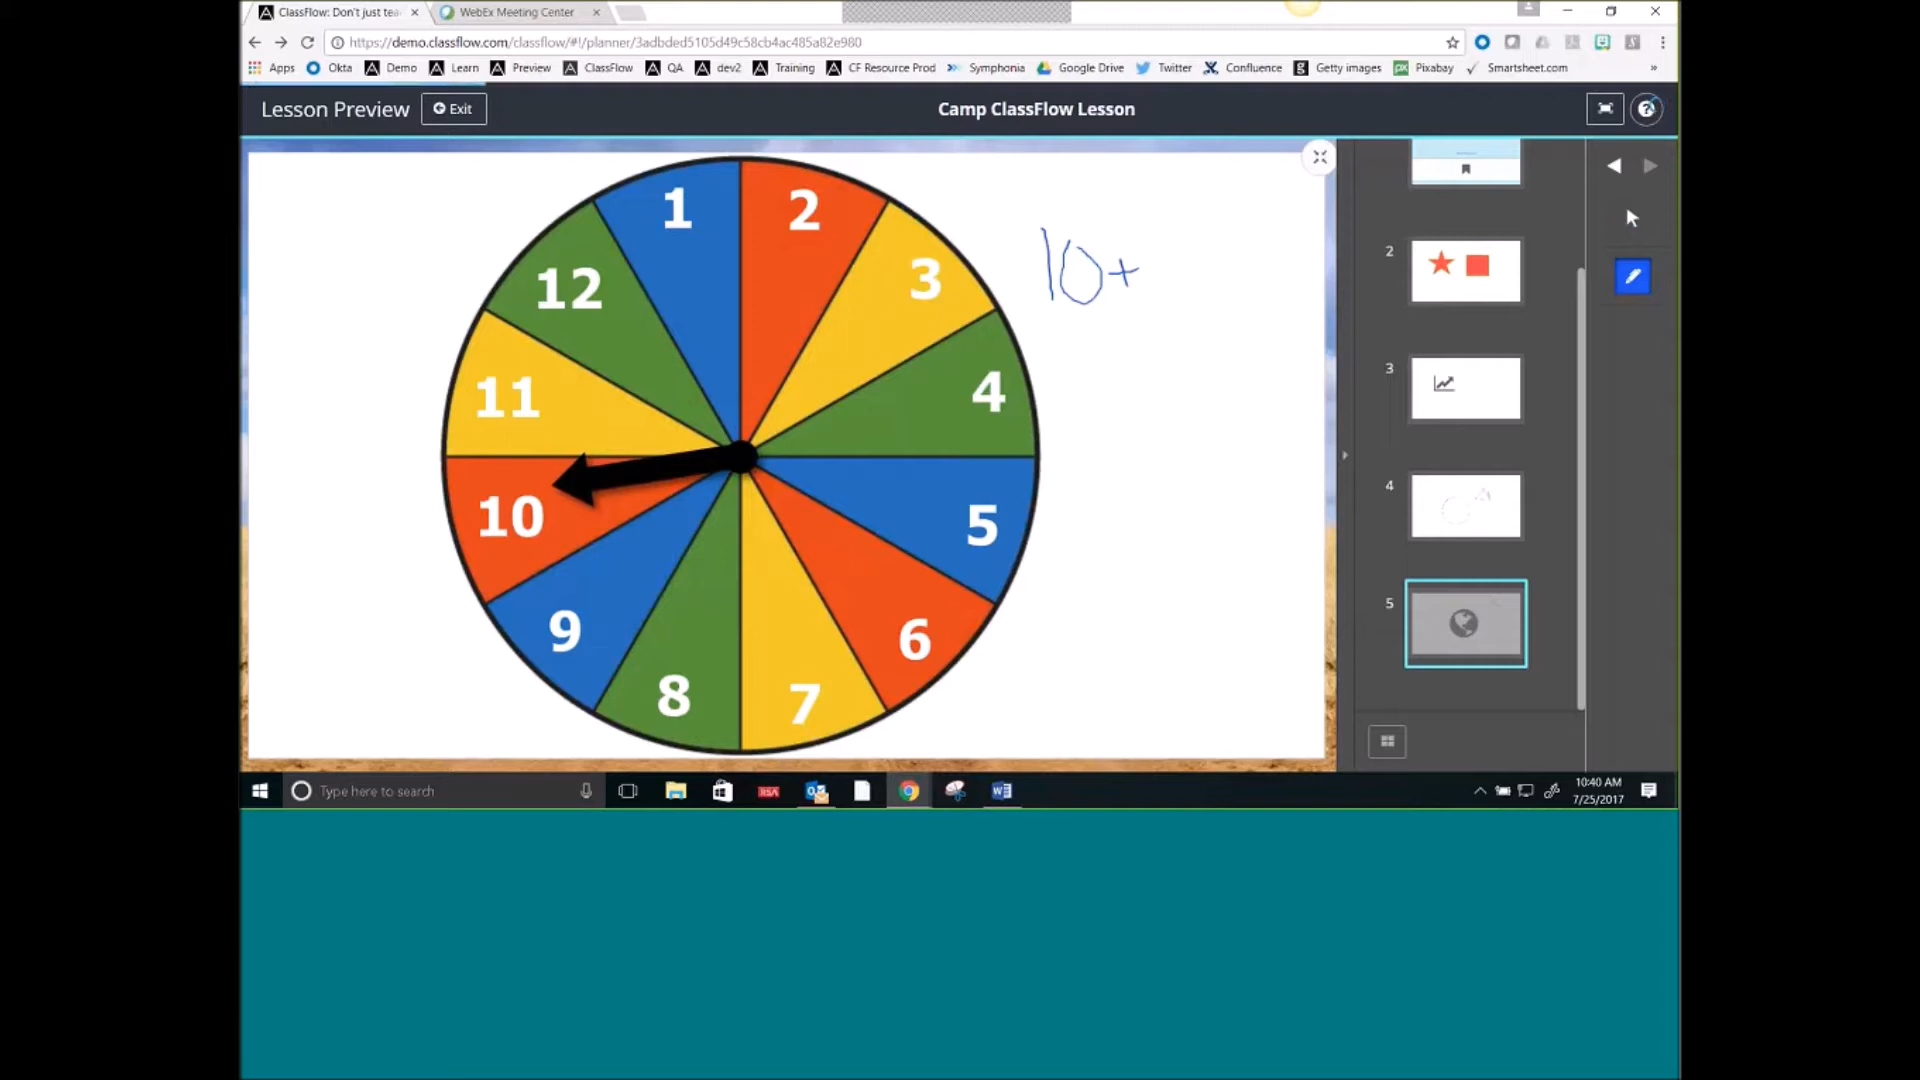 ClassFlow: Don't just tea
WebEx Meeting Center
https://demo.classflow.com/classflow/#!/planner/3adbded5105d49c58cb4ac485a82e980
Apps Okta Demo Learn Preview ClassFlow QA dev2 Training CF Resource Prod Symphonia Google Drive Twitter Confluence Getty images Pixabay Smartsheet.com »
Lesson Preview Exit Camp ClassFlow Lesson
1
2
3
4
5
6
7
8
9
10
11
12
10+
2
3
4
5
Type here to search
10:40 AM
7/25/2017